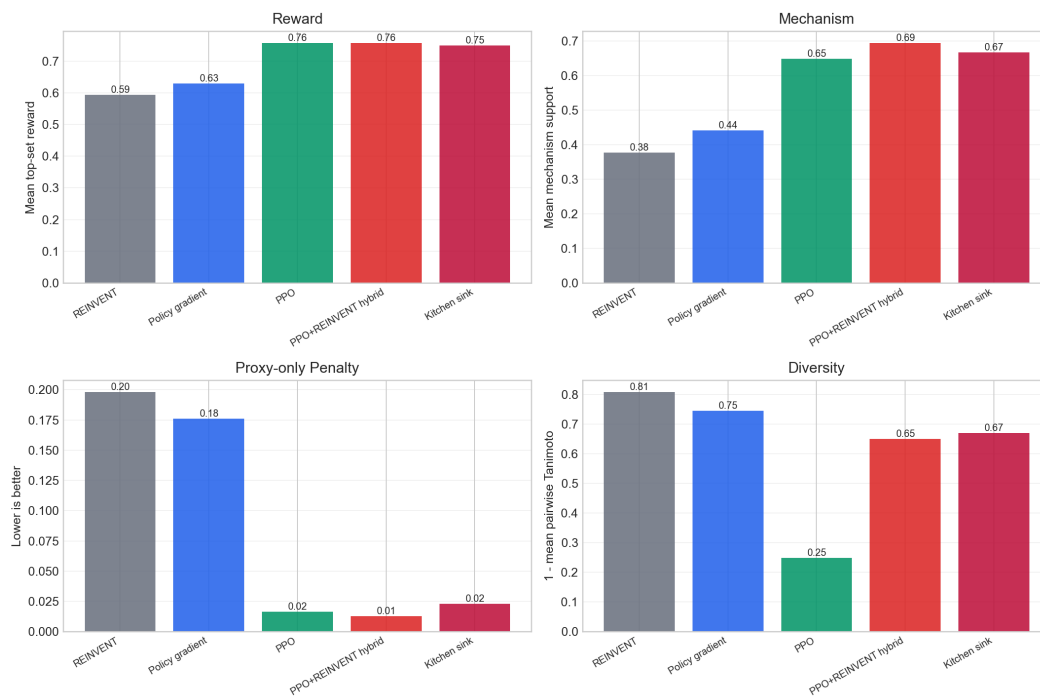 Reward
Mean top-set reward
0.7
0.6
0.5
0.4
0.3
0.2
0.1
0.0
0.59
0.63
0.76
0.76
0.75
REINVENT
Policy gradient
PPO
PPO+REINVENT hybrid
Kitchen sink
Mechanism
Mean mechanism support
0.7
0.6
0.5
0.4
0.3
0.2
0.1
0.0
0.38
0.44
0.65
0.69
0.67
REINVENT
Policy gradient
PPO
PPO+REINVENT hybrid
Kitchen sink
Proxy-only Penalty
Lower is better
0.200
0.175
0.150
0.125
0.100
0.075
0.050
0.025
0.000
0.20
0.18
0.02
0.01
0.02
REINVENT
Policy gradient
PPO
PPO+REINVENT hybrid
Kitchen sink
Diversity
1 - mean pairwise Tanimoto
0.8
0.7
0.6
0.5
0.4
0.3
0.2
0.1
0.0
0.81
0.75
0.25
0.65
0.67
REINVENT
Policy gradient
PPO
PPO+REINVENT hybrid
Kitchen sink